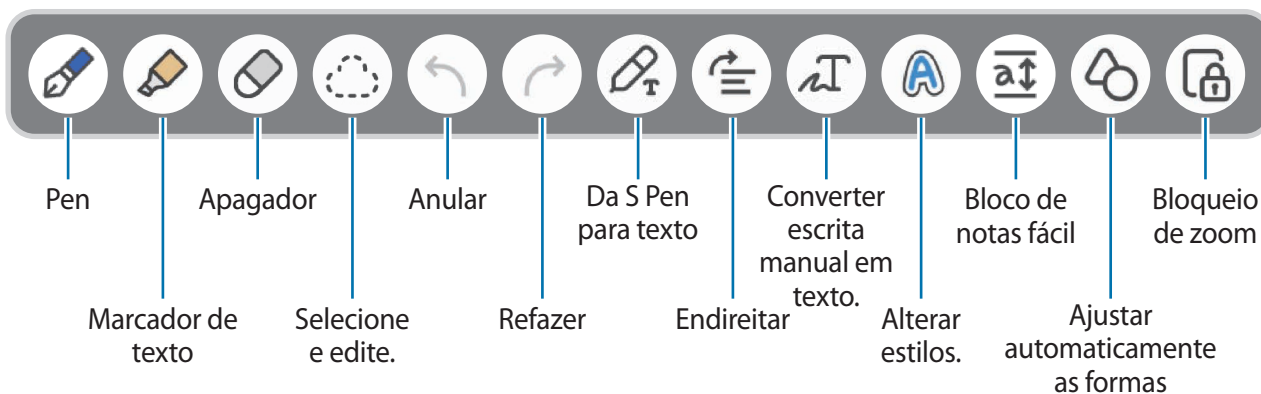 Pen
Apagador
Anular
Da S Pen
para texto
Converter
escrita
manual em
texto.
Bloco de
notas fácil
Bloqueio
de zoom
Marcador de
texto
Selecione
e edite.
Refazer
Endireitar
Alterar
estilos.
Ajustar
automaticamente
as formas